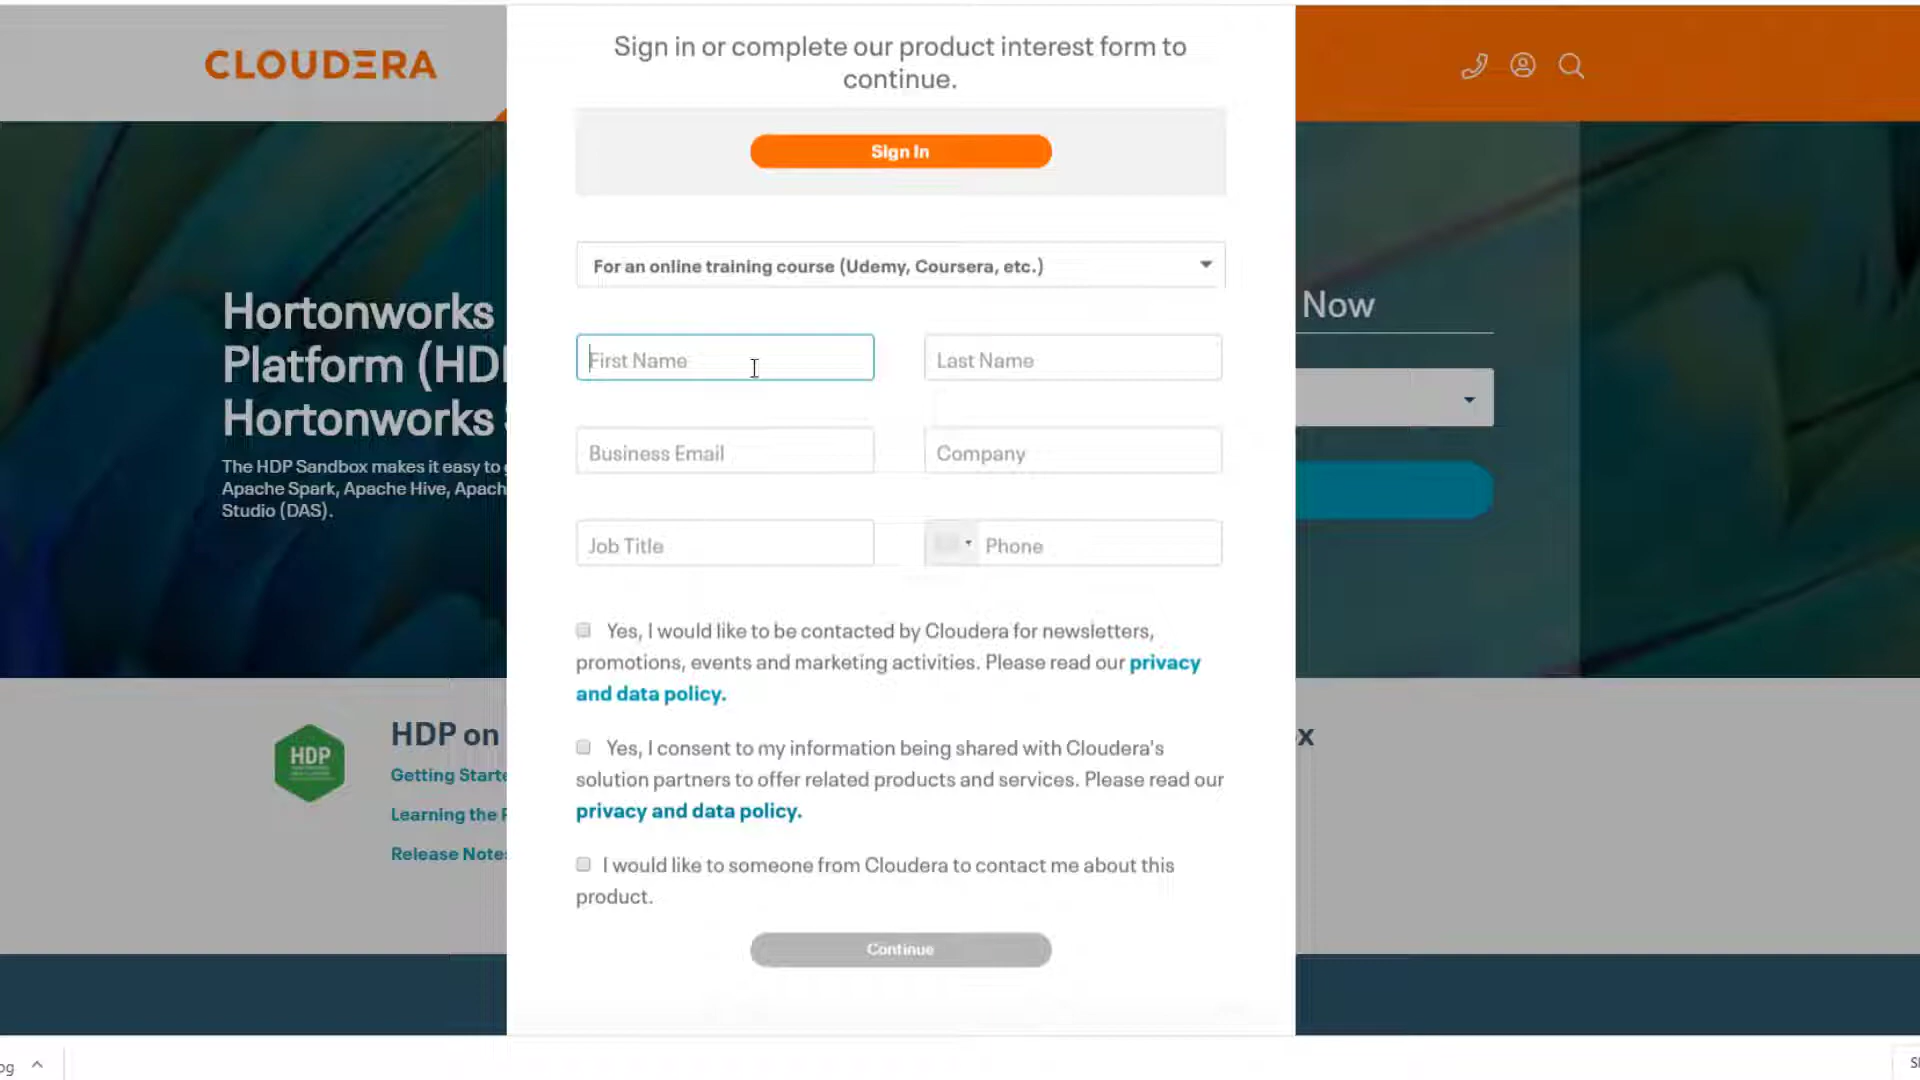 Sign in or complete our product interest form to
continue.
CLOUDERA
Sign In
For an online training course (Udemy, Coursera, etc.)
Hortonworks
Platform (HD
Hortonworks
Now
First Name
Last Name
The HDP Sandbox makes it easy to
Apache Spark, Apache Hive, Apach
Studio (DAS).
Business Email
Company
Job Title
Phone
Yes, I would like to be contacted by Cloudera for newsletters,
promotions, events and marketing activities. Please read our privacy
and data policy.
HDP
HDP on
x
Getting Starte
Learning the
Release Note
Yes, I consent to my information being shared with Cloudera's
solution partners to offer related products and services. Please read our
privacy and data policy.
I would like to someone from Cloudera to contact me about this
product.
Continue